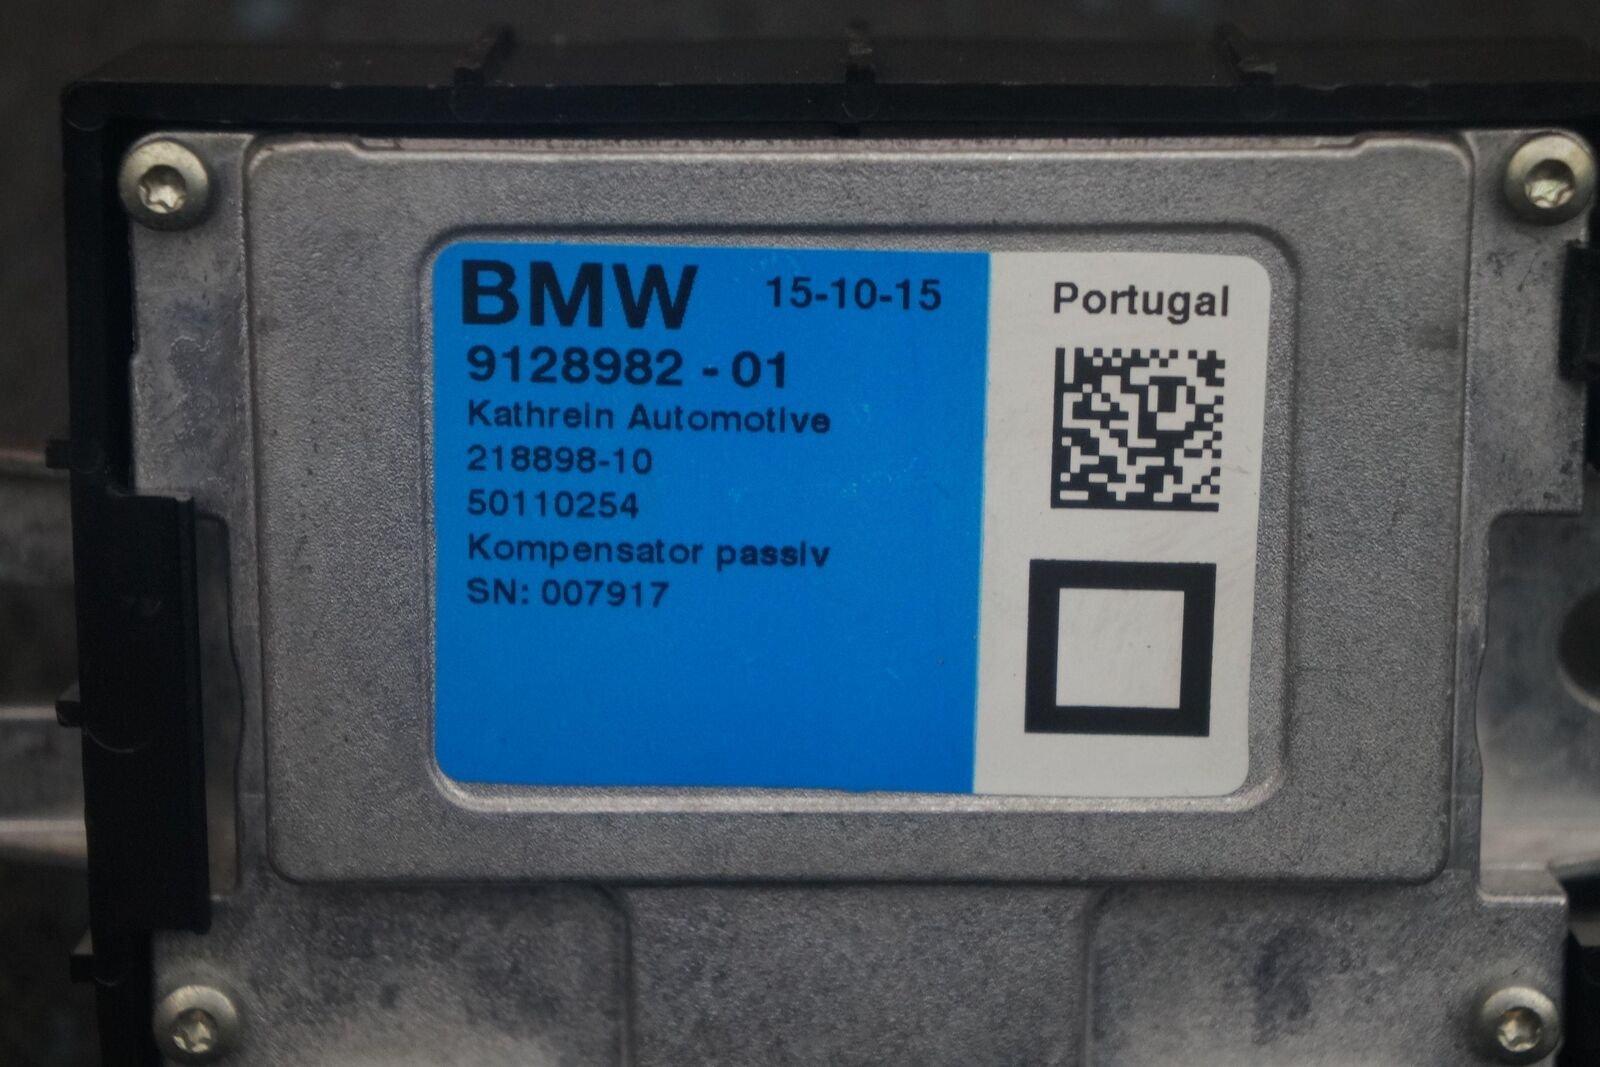 BMW 15-10-15
9128982 - 01
Kathrein Automotive
218898-10
50110254
Kompensator passiv
SN: 007917
Portugal